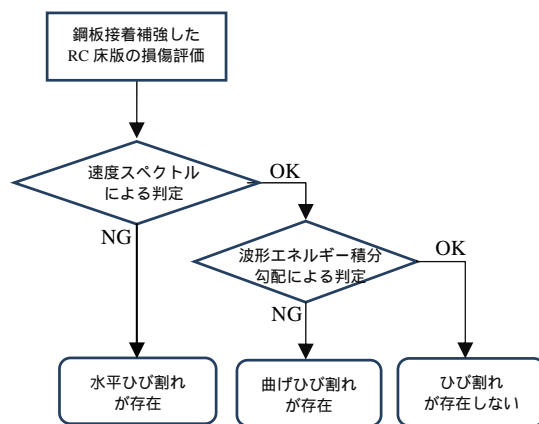 鋼板接着補強した
RC 床版の損傷評価
速度スペクトル
による判定
OK
NG
波形エネルギー積分
勾配による判定
OK
NG
水平ひび割れ
が存在
曲げひび割れ
が存在
ひび割れ
が存在しない